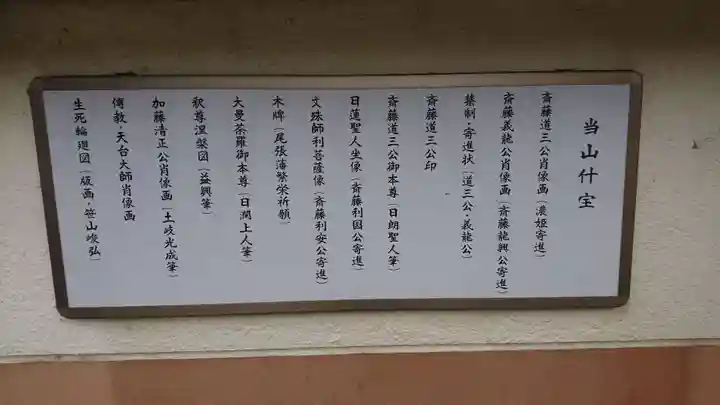 当山什宝
斎藤道三公肖像画(濃姫寄進)
斎藤義龍公肖像画(斎藤龍興公寄進)
禁制・寄進状(道三公・義龍公)
斎藤道三公印
斎藤道三公御本尊(日朗聖人筆)
日蓮聖人坐像(斎藤利国公寄進)
文珠師利菩薩像(斎藤利安公寄進)
木牌(尾張藩繁栄祈願)
大曼荼羅御本尊(日潤上人筆)
釈尊涅槃図(益興筆)
加藤清正公肖像画(土岐光成筆)
傳教・天台大師肖像画
生死輪廻図(版画・笹山峻弘)